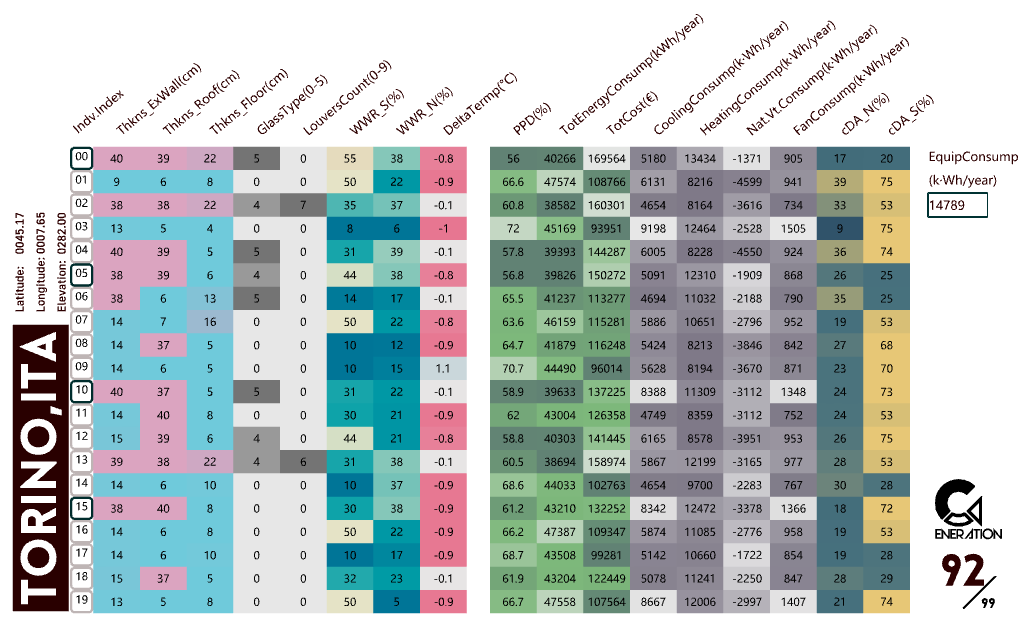 Indv.Index Thkns_ExWall(cm) Thkns_Roof(cm) Thkns_Floor(cm) GlassType(0-5) LouversCount(0-9) WWR_S(%) WWR_N(%) DeltaTermp(°C) PPD(%) TotEnergyConsump(kWh/year) TotCost(€) CoolingConsump(k·Wh/year) HeatingConsump(k·Wh/year) Nat.Vt.Consump(k·Wh/year) FanConsump(k·Wh/year) cDA_N(%) cDA_S(%)
00 40 39 22 5 0 55 38 -0.8 56 40266 169564 5180 13434 -1371 905 17 20
01 9 6 8 0 0 50 22 -0.9 66.6 47574 108766 6131 8216 -4599 941 39 75
02 38 38 22 4 7 35 37 -0.1 60.8 38582 160301 4654 8164 -3616 734 33 53
03 13 5 4 0 0 8 6 -1 72 45169 93951 9198 12464 -2528 1505 9 75
04 40 39 5 5 0 31 39 -0.1 57.8 39393 144287 6005 8228 -4550 924 36 74
05 38 39 6 4 0 44 38 -0.8 56.8 39826 150272 5091 12310 -1909 868 26 25
06 38 6 13 5 0 14 17 -0.1 65.5 41237 113277 4694 11032 -2188 790 35 25
07 14 7 16 0 0 50 22 -0.8 63.6 46159 115281 5886 10651 -2796 952 19 53
08 14 37 5 0 0 10 12 -0.9 64.7 41879 116248 5424 8213 -3846 842 27 68
09 14 6 5 0 0 10 15 1.1 70.7 44490 96014 5628 8194 -3670 871 23 70
10 40 37 5 5 0 31 22 -0.1 58.9 39633 137225 8388 11309 -3112 1348 24 73
11 14 40 8 0 0 30 21 -0.9 62 43004 126358 4749 8359 -3112 752 24 53
12 15 39 6 4 0 44 21 -0.8 58.8 40303 141445 6165 8578 -3951 953 26 75
13 39 38 22 4 6 31 38 -0.1 60.5 38694 158974 5867 12199 -3165 977 28 53
14 14 6 10 0 0 10 37 -0.9 68.6 44033 102763 4654 9700 -2283 767 30 28
15 38 40 8 0 0 30 38 -0.9 61.2 43210 132252 8342 12472 -3378 1366 18 72
16 14 6 8 0 0 50 22 -0.9 66.2 47387 109347 5874 11085 -2776 958 19 53
17 14 6 10 0 0 10 17 -0.9 68.7 43508 99281 5142 10660 -1722 854 19 28
18 15 37 5 0 0 32 23 -0.1 61.9 43204 122449 5078 11241 -2250 847 28 29
19 13 5 8 0 0 50 5 -0.9 66.7 47558 107564 8667 12006 -2997 1407 21 74
EquipConsump
(k·Wh/year)
14789
Latitude: 0045.17
Longitude: 0007.65
Elevation: 0282.00
TORINO,ITA
ENERATION
92/99